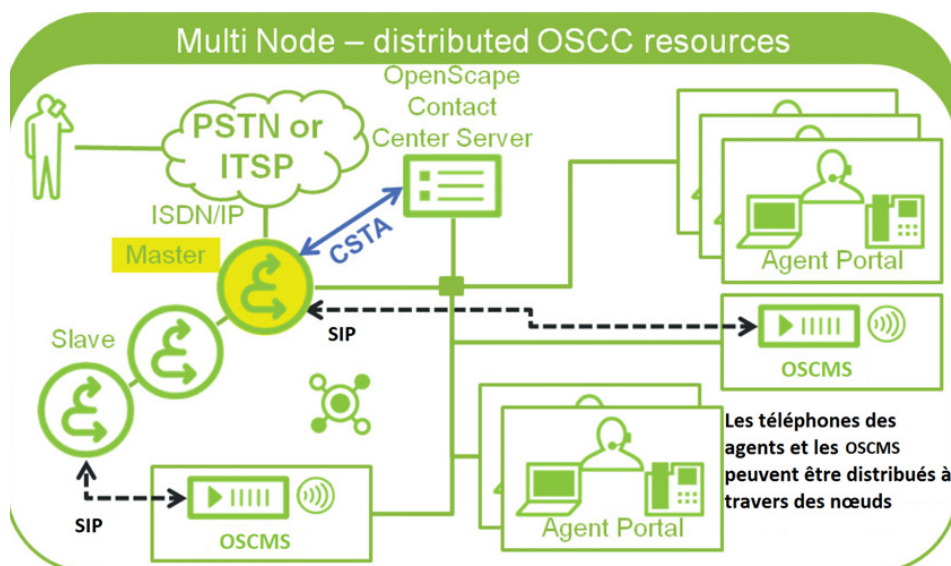 Multi Node – distributed OSCC resources
OpenScape
Contact
Center Server
PSTN or
ITSP
ISDN/IP
Master
CSTA
Agent Portal
SIP
Slave
OSCMS
Les téléphones des
agents et les OSCMS
peuvent être distribués à
travers des nœuds
Agent Portal
SIP
OSCMS